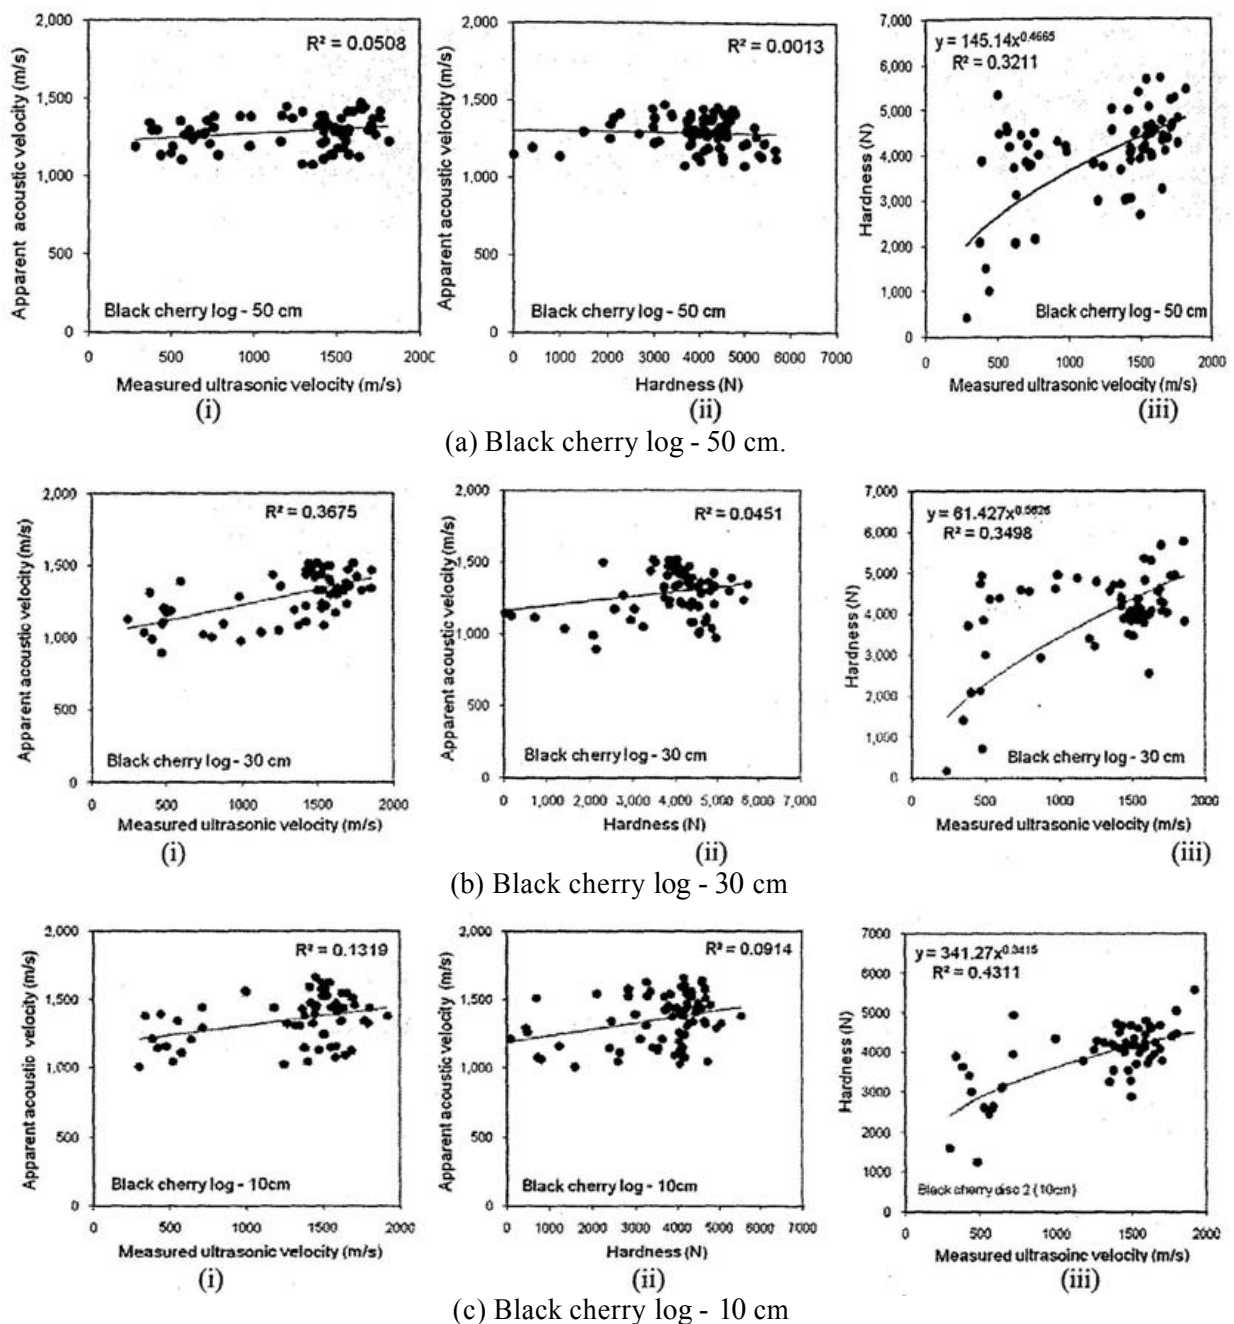 2,000
1,500
1,000
500
0
Apparent acoustic velocity (m/s)
R² = 0.0508
Black cherry log - 50 cm
0 500 1000 1500 2000
Measured ultrasonic velocity (m/s)
(i)
2,000
1,500
1,000
500
0
Apparent acoustic velocity (m/s)
R² = 0.0013
Black cherry log - 50 cm
0 1000 2000 3000 4000 5000 6000 7000
Hardness (N)
(ii)
7,000
6,000
5,000
4,000
3,000
2,000
1,000
0
Hardness (N)
y = 145.14x^0.4665
R² = 0.3211
Black cherry log - 50 cm
0 500 1000 1500 2000
Measured ultrasonic velocity (m/s)
(iii)
(a) Black cherry log - 50 cm.
2,000
1,500
1,000
500
0
Apparent acoustic velocity (m/s)
R² = 0.3675
Black cherry log - 30 cm
0 500 1000 1500 2000
Measured ultrasonic velocity (m/s)
(i)
2,000
1,500
1,000
500
0
Apparent acoustic velocity (m/s)
R² = 0.0451
Black cherry log - 30 cm
0 1,000 2,000 3,000 4,000 5,000 6,000 7,000
Hardness (N)
(ii)
7,000
6,000
5,000
4,000
3,000
2,000
1,000
0
Hardness (N)
y = 61.427x^0.5626
R² = 0.3498
Black cherry log - 30 cm
0 500 1000 1500 2000
Measured ultrasonic velocity (m/s)
(iii)
(b) Black cherry log - 30 cm
2,000
1,500
1,000
500
0
Apparent acoustic velocity (m/s)
R² = 0.1319
Black cherry log - 10cm
0 500 1000 1500 2000
Measured ultrasonic velocity (m/s)
(i)
2,000
1,500
1,000
500
0
Apparent acoustic velocity (m/s)
R² = 0.0914
Black cherry log - 10cm
0 1000 2000 3000 4000 5000 6000 7000
Hardness (N)
(ii)
7000
6000
5000
4000
3000
2000
1000
0
Hardness (N)
y = 341.27x^0.3415
R² = 0.4311
Black cherry disc 2 (10cm)
0 500 1000 1500 2000
Measured ultrasoinc velocity (m/s)
(iii)
(c) Black cherry log - 10 cm